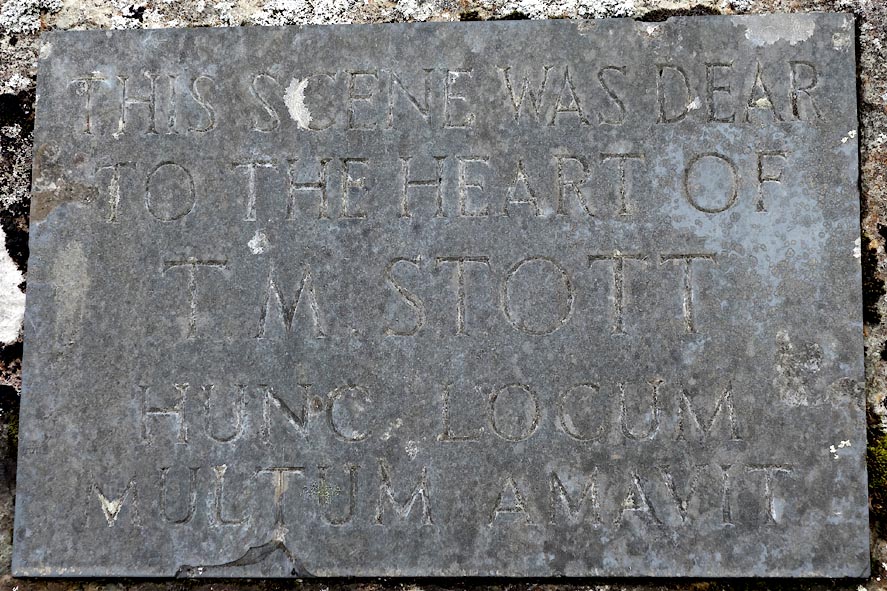 THIS SCENE WAS DEAR
TO THE HEART OF
T. M. STOTT
HUNC LOCUM
MULTUM AMAVIT